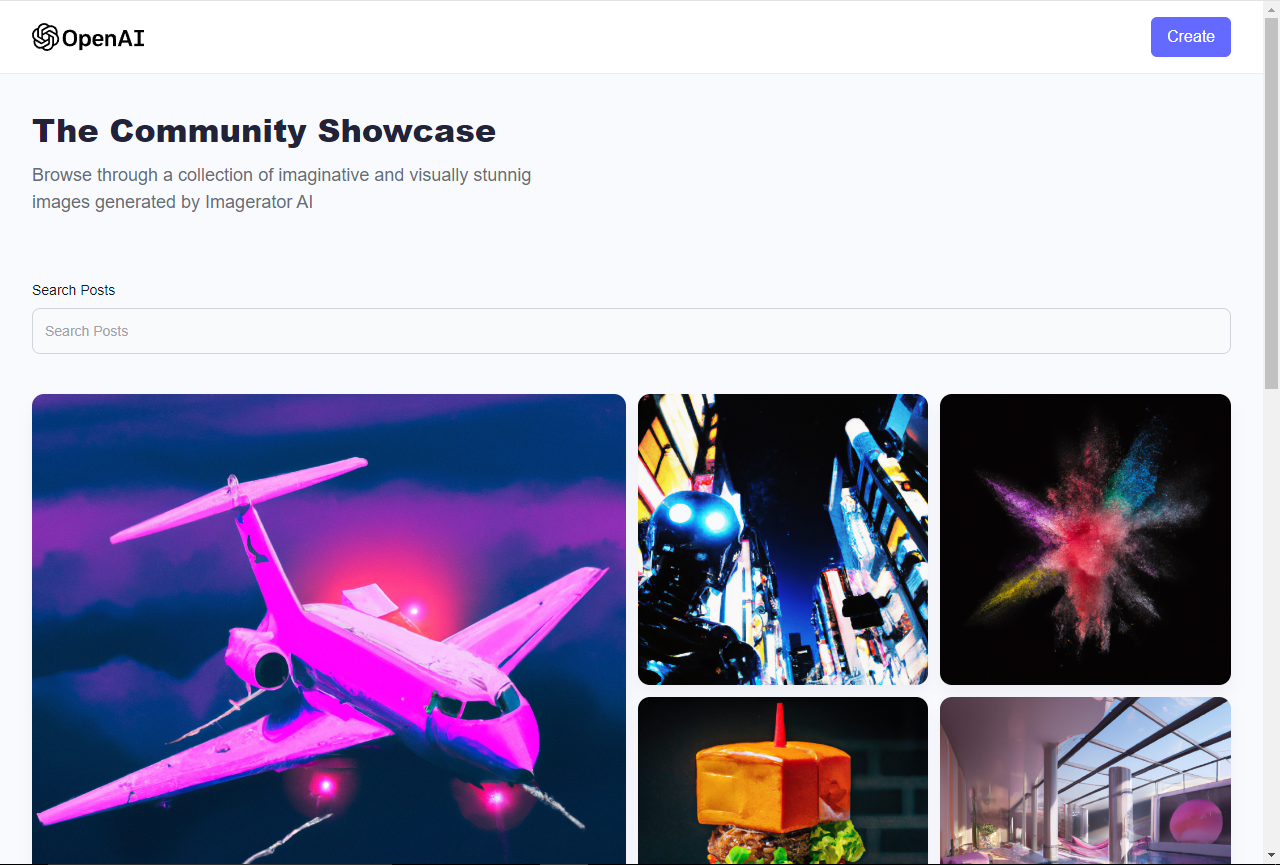 OpenAI
Create
The Community Showcase
Browse through a collection of imaginative and visually stunnig
images generated by Imagerator AI
Search Posts
Search Posts